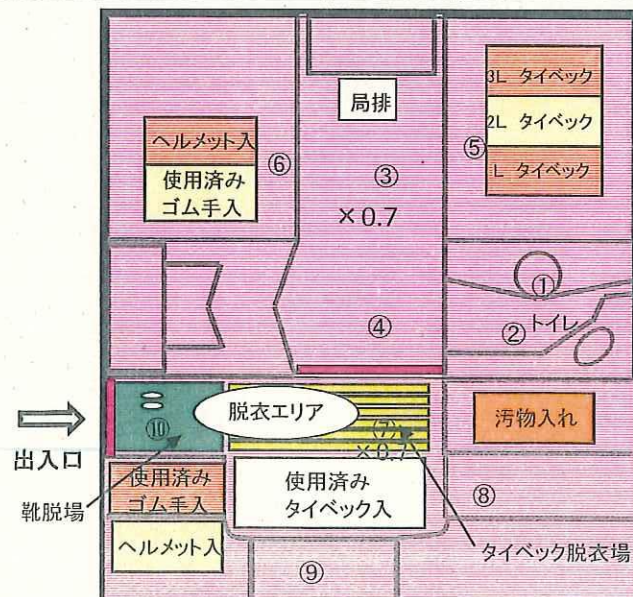 局排
3L タイベック
2L タイベック
L タイベック
⑤
ヘルメット入
使用済み
ゴム手入
⑥
③
×0.7
①
②
トイレ
④
出入口
⑩
脱衣エリア
(7)
×0.7
汚物入れ
靴脱場
使用済み
ゴム手入
使用済み
タイベック入
⑧
ヘルメット入
タイベック脱衣場
⑨